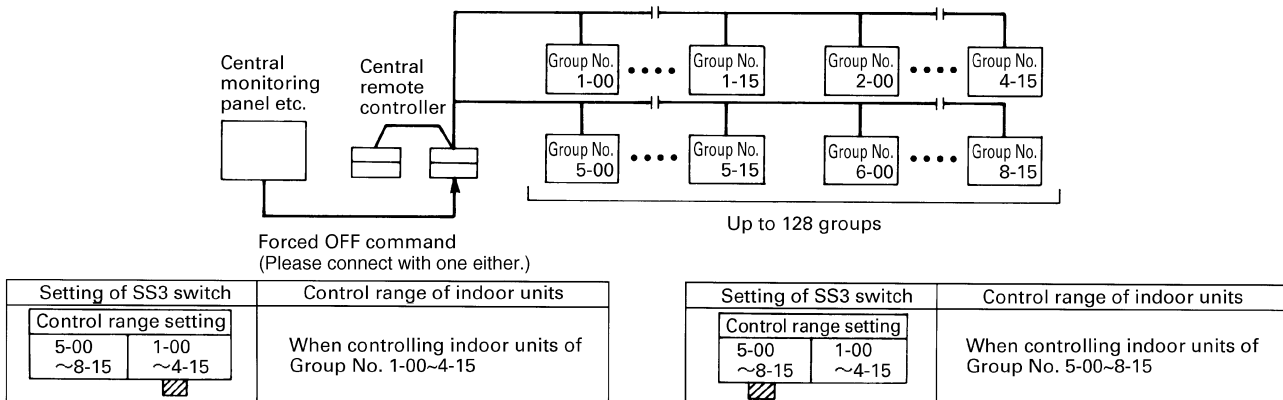 Central
monitoring
panel etc.
Central
remote
controller
Group No.
1-00
Group No.
1-15
Group No.
2-00
Group No.
4-15
Group No.
5-00
Group No.
5-15
Group No.
6-00
Group No.
8-15
Up to 128 groups
Forced OFF command
(Please connect with one either.)
Setting of SS3 switch
Control range of indoor units
Control range setting
5-00
~8-15
1-00
~4-15
When controlling indoor units of
Group No. 1-00~4-15
Setting of SS3 switch
Control range of indoor units
Control range setting
5-00
~8-15
1-00
~4-15
When controlling indoor units of
Group No. 5-00~8-15